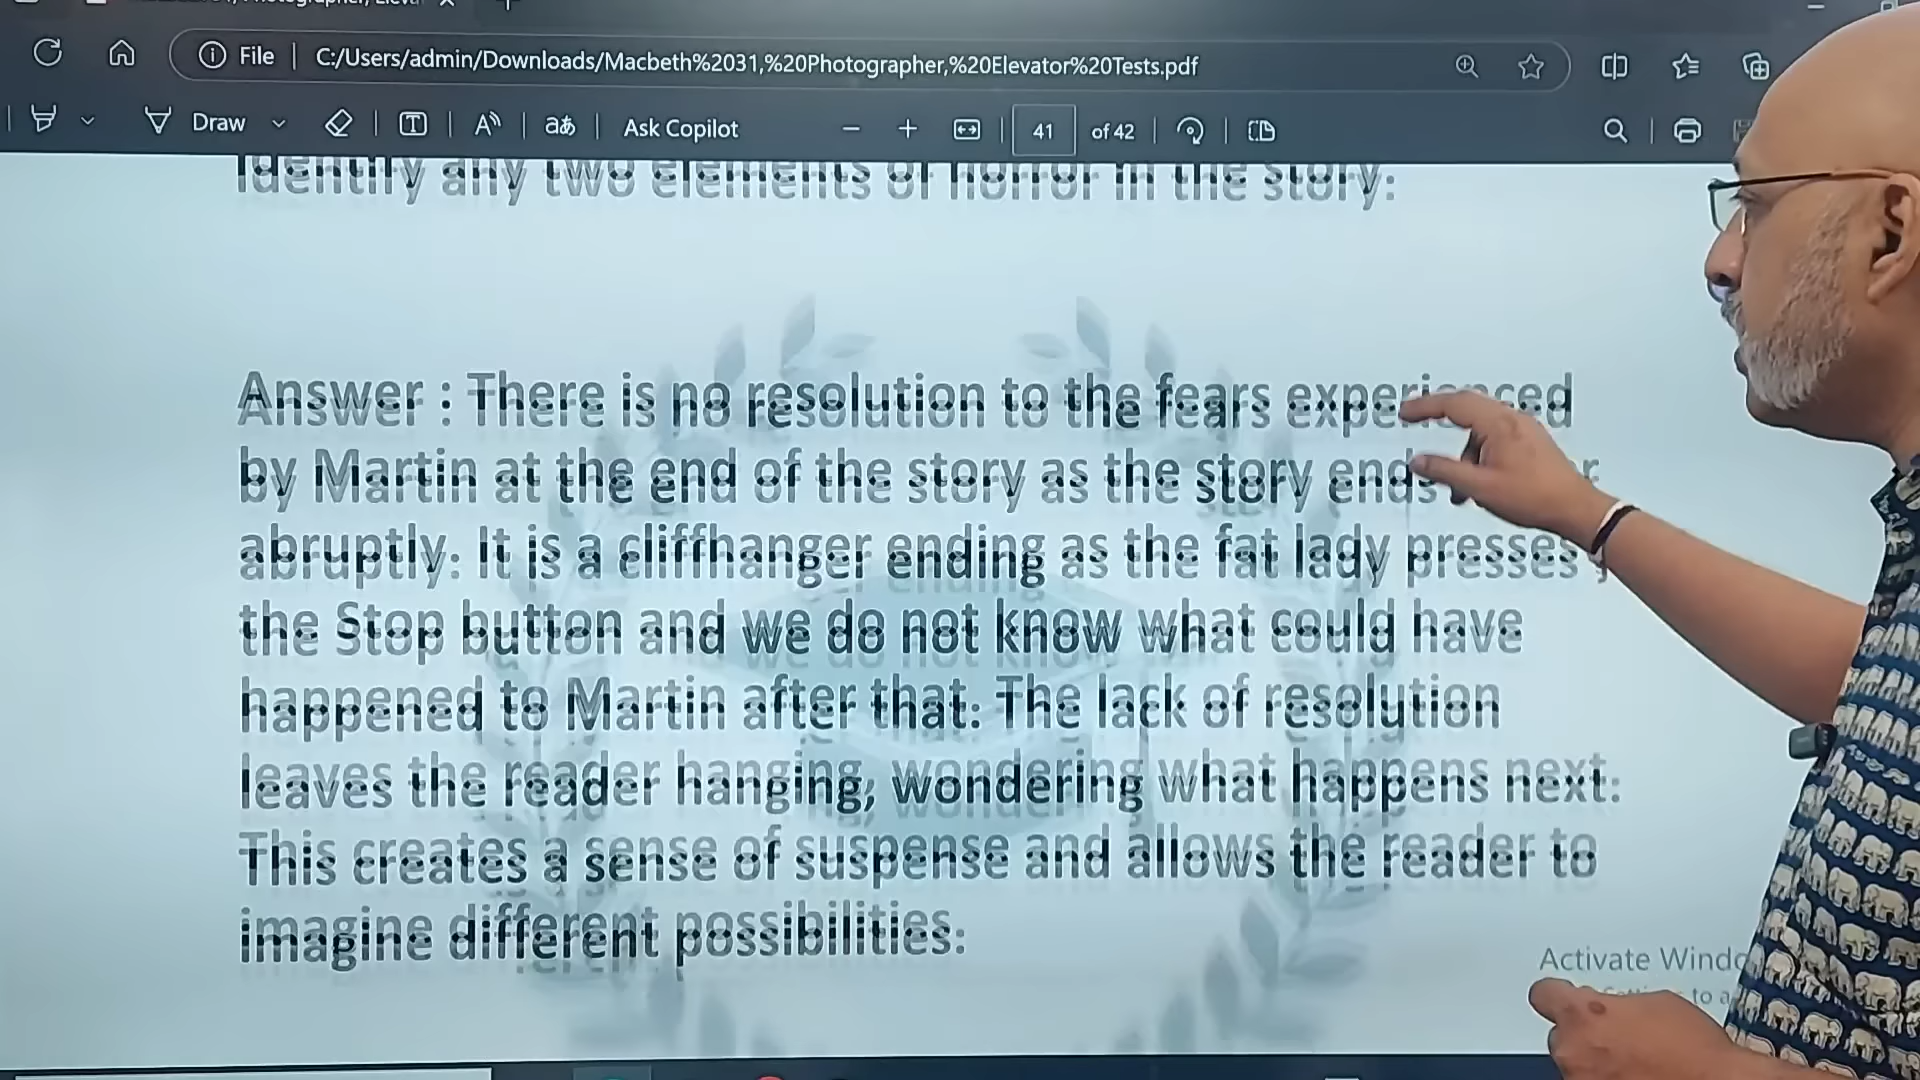 File C:/Users/admin/Downloads/Macbeth%2031,%20Photographer,%20Elevator%20Tests.pdf
Draw aあ Ask Copilot 41 of 42
Identify any two elements of horror in the story.
Answer : There is no resolution to the fears experienced
by Martin at the end of the story as the story ends
abruptly. It is a cliffhanger ending as the fat lady presses
the Stop button and we do not know what could have
happened to Martin after that. The lack of resolution
leaves the reader hanging, wondering what happens next.
This creates a sense of suspense and allows the reader to
imagine different possibilities.
Activate
to